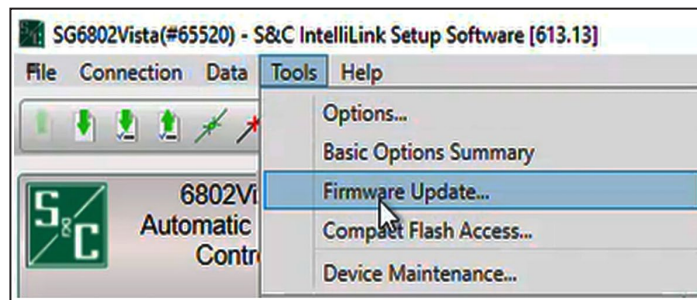 SG6802Vista(#65520) - S&C IntelliLink Setup Software [613.13]
File Connection Data Tools Help
Options...
Basic Options Summary
Firmware Update...
Compact Flash Access...
Device Maintenance...
S&C
6802Vi
Automatic
Contr